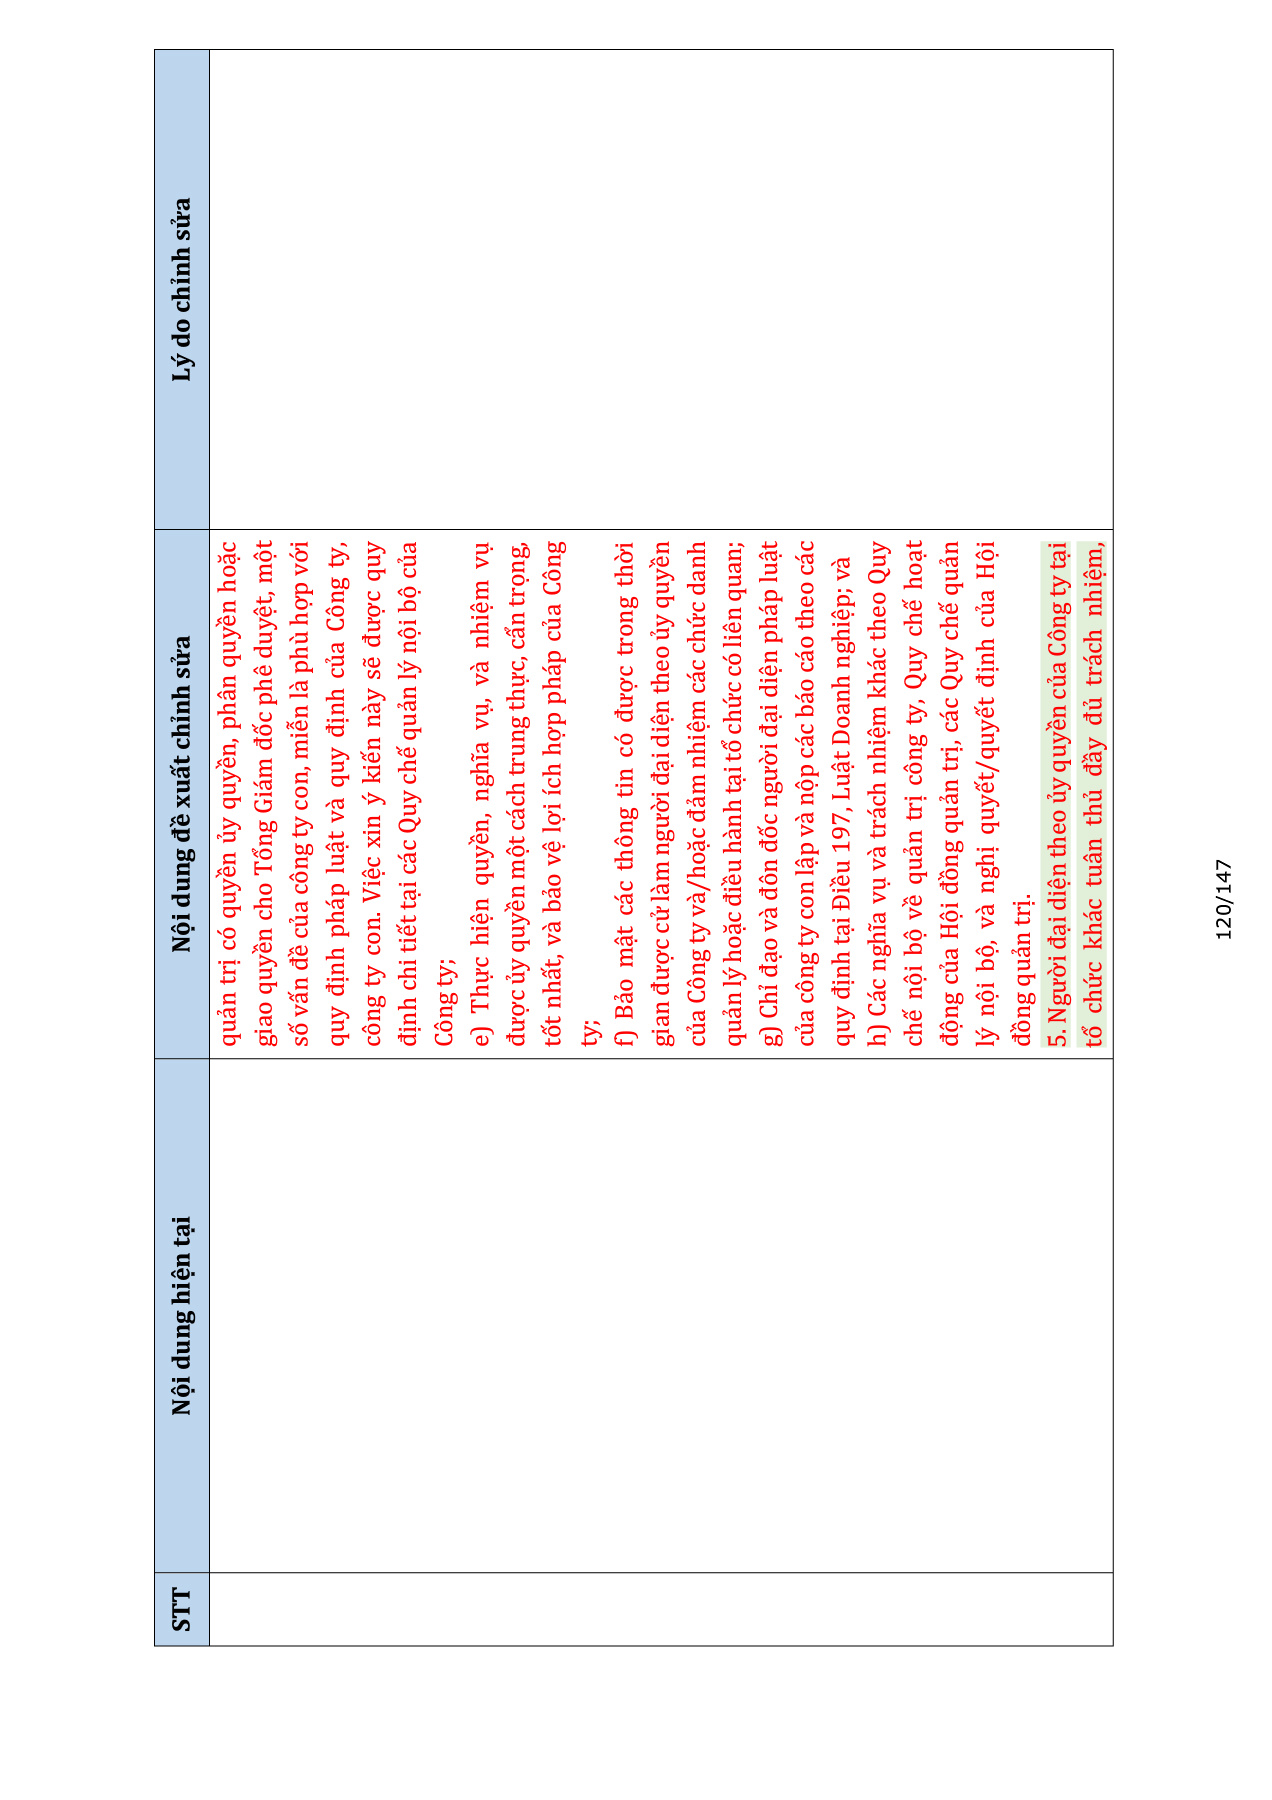 STT
Nội dung hiện tại
Nội dung đề xuất chỉnh sửa
Lý do chỉnh sửa
quản trị có quyền ủy quyền, phân quyền hoặc
giao quyền cho Tổng Giám đốc phê duyệt, một
số vấn đề của công ty con, miễn là phù hợp với
quy định pháp luật và quy định của Công ty,
công ty con. Việc xin ý kiến này sẽ được quy
định chi tiết tại các Quy chế quản lý nội bộ của
Công ty;
e) Thực hiện quyền, nghĩa vụ, và nhiệm vụ
được ủy quyền một cách trung thực, cẩn trọng,
tốt nhất, và bảo vệ lợi ích hợp pháp của Công
ty;
f) Bảo mật các thông tin có được trong thời
gian được cử làm người đại diện theo ủy quyền
của Công ty và/hoặc đảm nhiệm các chức danh
quản lý hoặc điều hành tại tổ chức có liên quan;
g) Chỉ đạo và đôn đốc người đại diện pháp luật
của công ty con lập và nộp các báo cáo theo các
quy định tại Điều 197, Luật Doanh nghiệp; và
h) Các nghĩa vụ và trách nhiệm khác theo Quy
chế nội bộ về quản trị công ty, Quy chế hoạt
động của Hội đồng quản trị, các Quy chế quản
lý nội bộ, và nghị quyết/quyết định của Hội
đồng quản trị.
5. Người đại diện theo ủy quyền của Công ty tại
tổ chức khác tuân thủ đầy đủ trách nhiệm,
120/147